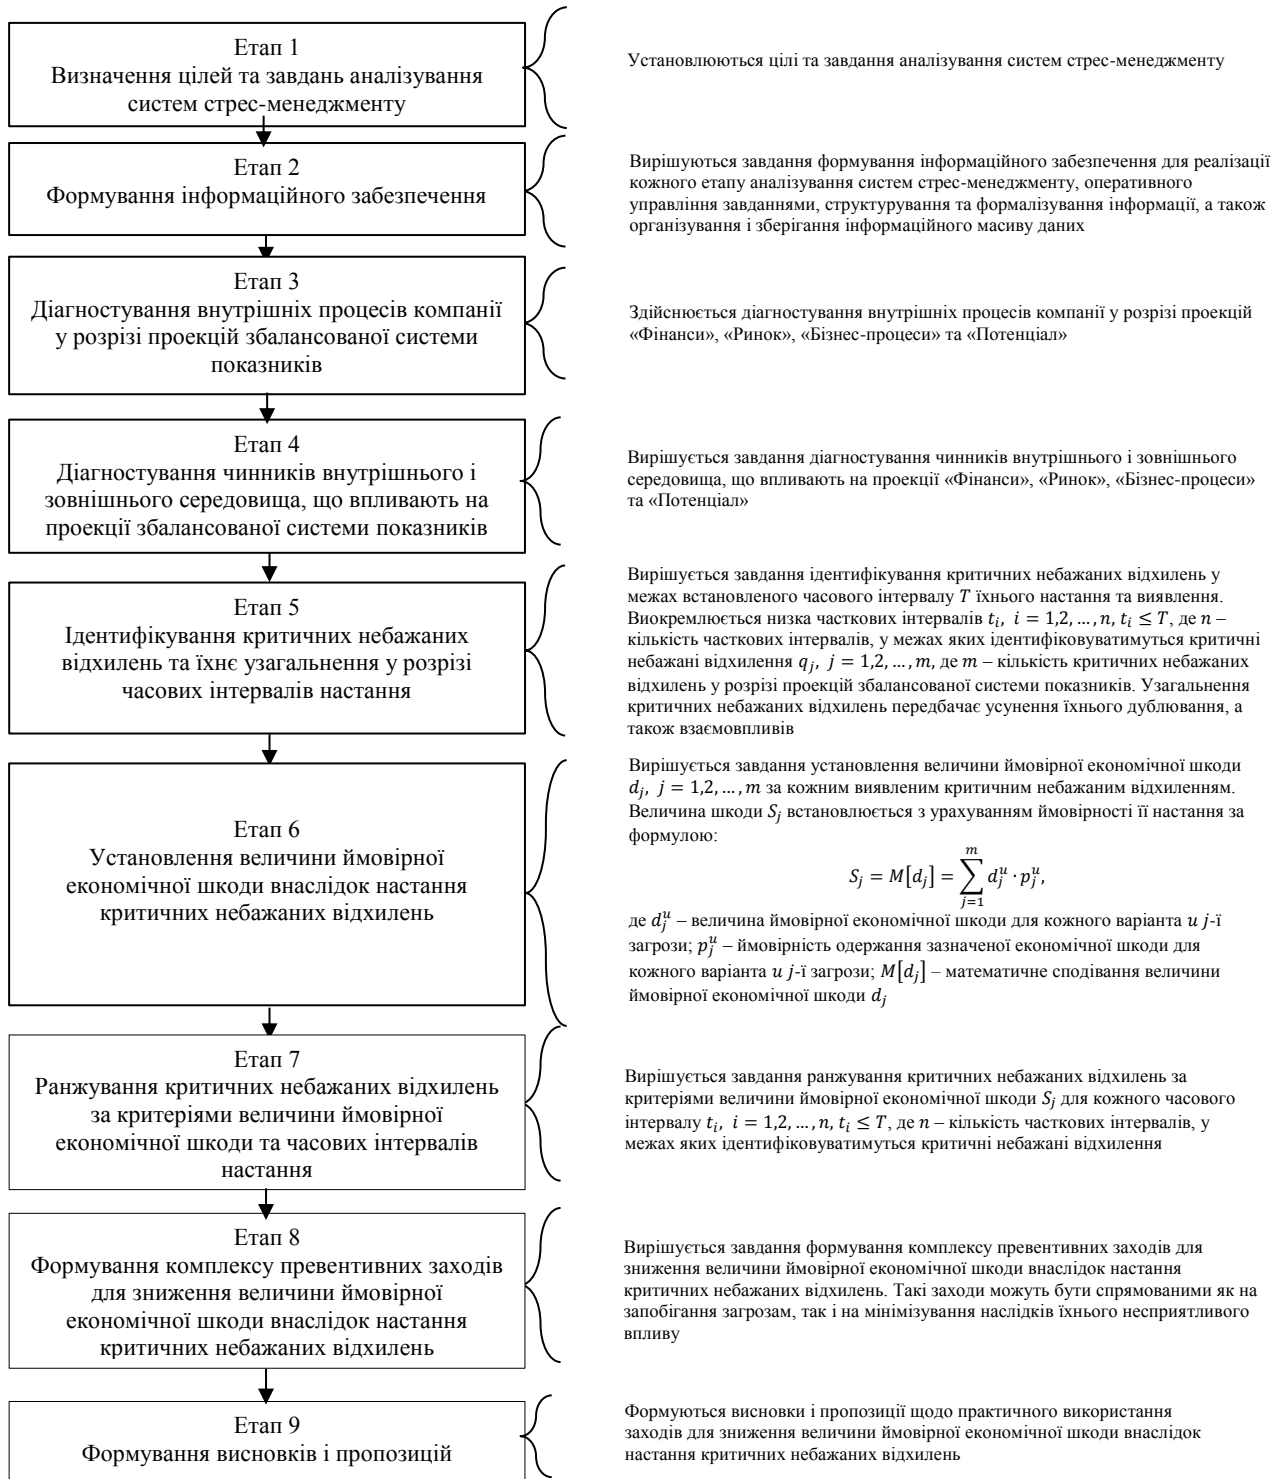 Етап 1
Визначення цілей та завдань аналізування
систем стрес-менеджменту
Установлюються цілі та завдання аналізування систем стрес-менеджменту
Етап 2
Формування інформаційного забезпечення
Вирішуються завдання формування інформаційного забезпечення для реалізації
кожного етапу аналізування систем стрес-менеджменту, оперативного
управління завданнями, структурування та формалізування інформації, а також
організування і зберігання інформаційного масиву даних
Етап 3
Діагностування внутрішніх процесів компанії
у розрізі проекцій збалансованої системи
показників
Здійснюється діагностування внутрішніх процесів компанії у розрізі проекцій
«Фінанси», «Ринок», «Бізнес-процеси» та «Потенціал»
Етап 4
Діагностування чинників внутрішнього і
зовнішнього середовища, що впливають на
проекції збалансованої системи показників
Вирішується завдання діагностування чинників внутрішнього і зовнішнього
середовища, що впливають на проекції «Фінанси», «Ринок», «Бізнес-процеси»
та «Потенціал»
Етап 5
Ідентифікування критичних небажаних
відхилень та їхнє узагальнення у розрізі
часових інтервалів настання
Вирішується завдання ідентифікування критичних небажаних відхилень у
межах встановленого часового інтервалу T їхнього настання та виявлення.
Виокремлюється низка часткових інтервалів t_i, i = 1,2, … , n, t_i ≤ T, де n –
кількість часткових інтервалів, у межах яких ідентифіковуватимуться критичні
небажані відхилення q_j, j = 1,2, … , m, де m – кількість критичних небажаних
відхилень у розрізі проекцій збалансованої системи показників. Узагальнення
критичних небажаних відхилень передбачає усунення їхнього дублювання, а
також взаємовпливів
Етап 6
Установлення величини ймовірної
економічної шкоди внаслідок настання
критичних небажаних відхилень
Вирішується завдання установлення величини ймовірної економічної шкоди
d_j, j = 1,2, … , m за кожним виявленим критичним небажаним відхиленням.
Величина шкоди S_j встановлюється з урахуванням ймовірності її настання за
формулою:
S_j = M[d_j] = ∑_{j=1}^{m} d_j^u · p_j^u,
де d_j^u – величина ймовірної економічної шкоди для кожного варіанта u j-ї
загрози; p_j^u – ймовірність одержання зазначеної економічної шкоди для
кожного варіанта u j-ї загрози; M[d_j] – математичне сподівання величини
ймовірної економічної шкоди d_j
Етап 7
Ранжування критичних небажаних відхилень
за критеріями величини ймовірної
економічної шкоди та часових інтервалів
настання
Вирішується завдання ранжування критичних небажаних відхилень за
критеріями величини ймовірної економічної шкоди S_j для кожного часового
інтервалу t_i, i = 1,2, … , n, t_i ≤ T, де n – кількість часткових інтервалів, у
межах яких ідентифіковуватимуться критичні небажані відхилення
Етап 8
Формування комплексу превентивних заходів
для зниження величини ймовірної
економічної шкоди внаслідок настання
критичних небажаних відхилень
Вирішується завдання формування комплексу превентивних заходів для
зниження величини ймовірної економічної шкоди внаслідок настання
критичних небажаних відхилень. Такі заходи можуть бути спрямованими як на
запобігання загрозам, так і на мінімізування наслідків їхнього несприятливого
впливу
Етап 9
Формування висновків і пропозицій
Формуються висновки і пропозиції щодо практичного використання
заходів для зниження величини ймовірної економічної шкоди внаслідок
настання критичних небажаних відхилень